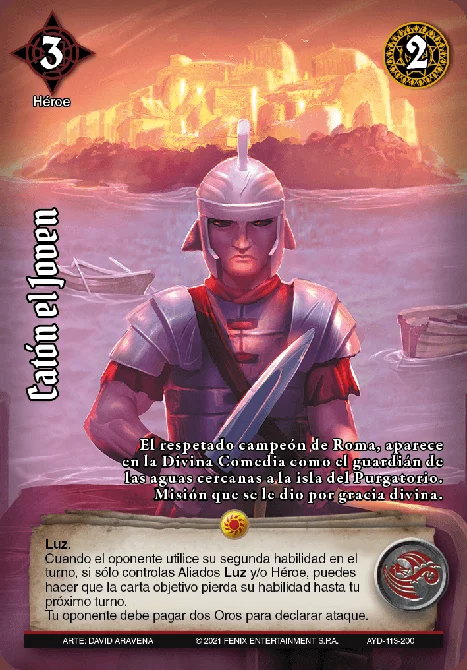 3
2
Héroe
Catón el Joven
El respetado campeón de Roma, aparece
en la Divina Comedia como el guardián de
las aguas cercanas a la isla del Purgatorio.
Misión que se le dio por gracia divina.
Luz.
Cuando el oponente utilice su segunda habilidad en el
turno, si sólo controlas Aliados Luz y/o Héroe, puedes
hacer que la carta objetivo pierda su habilidad hasta tu
próximo turno.
Tu oponente debe pagar dos Oros para declarar ataque.
ARTE: DAVID ARAVENA © 2021 FENIX ENTERTAINMENT S.P.A. AYD-113-200